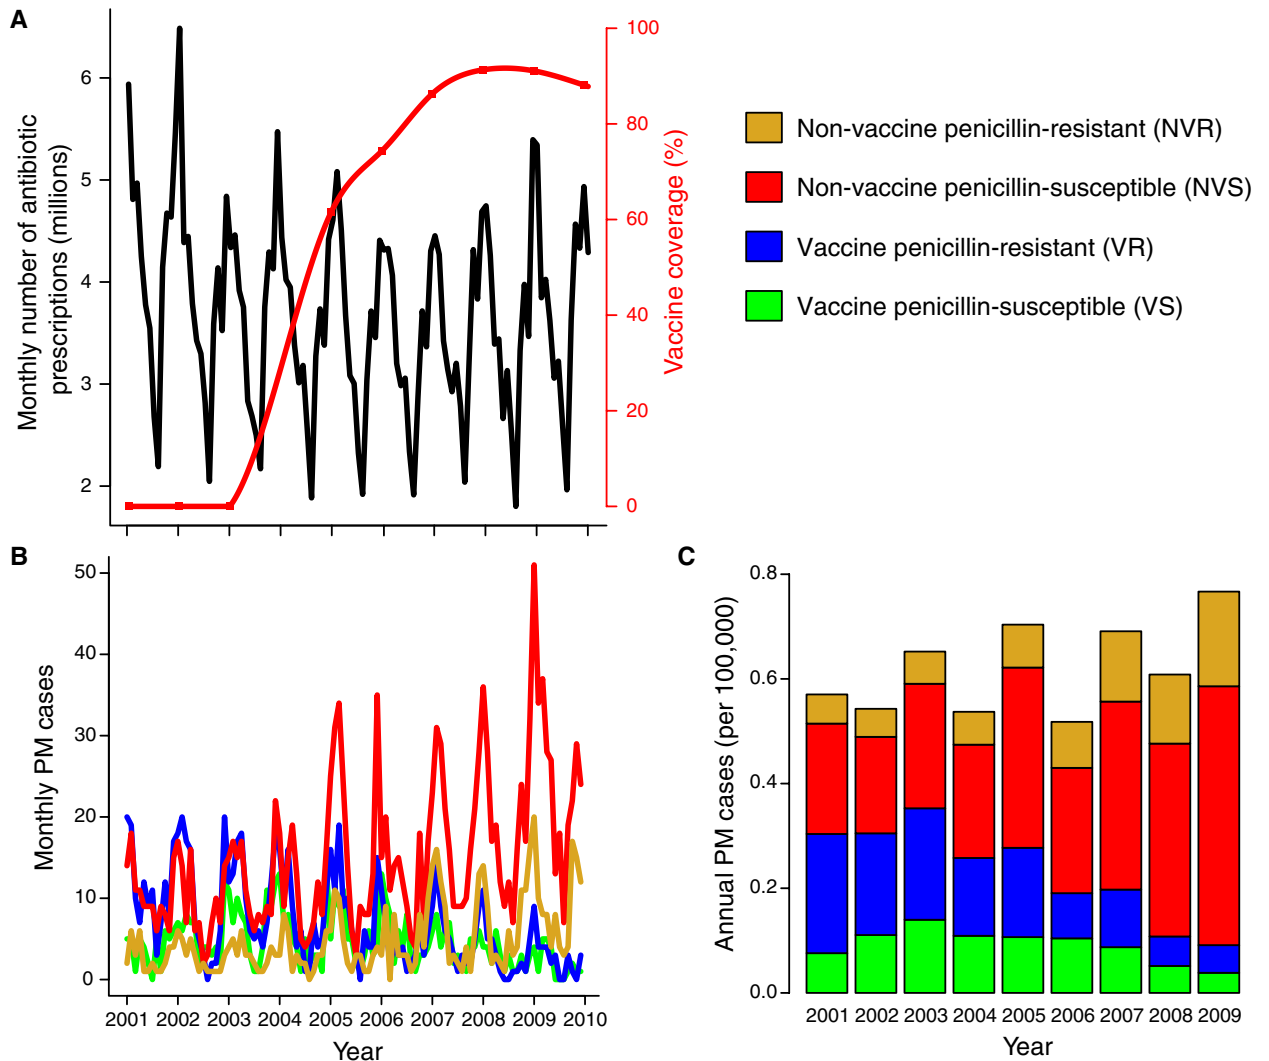 A
Monthly number of antibiotic
prescriptions (millions)
6
5
4
3
2
100
80
60
40
20
0
Vaccine coverage (%)
Non-vaccine penicillin-resistant (NVR)
Non-vaccine penicillin-susceptible (NVS)
Vaccine penicillin-resistant (VR)
Vaccine penicillin-susceptible (VS)
B
Monthly PM cases
50
40
30
20
10
0
2001 2002 2003 2004 2005 2006 2007 2008 2009 2010
Year
C
Annual PM cases (per 100,000)
0.8
0.6
0.4
0.2
0.0
2001 2002 2003 2004 2005 2006 2007 2008 2009
Year